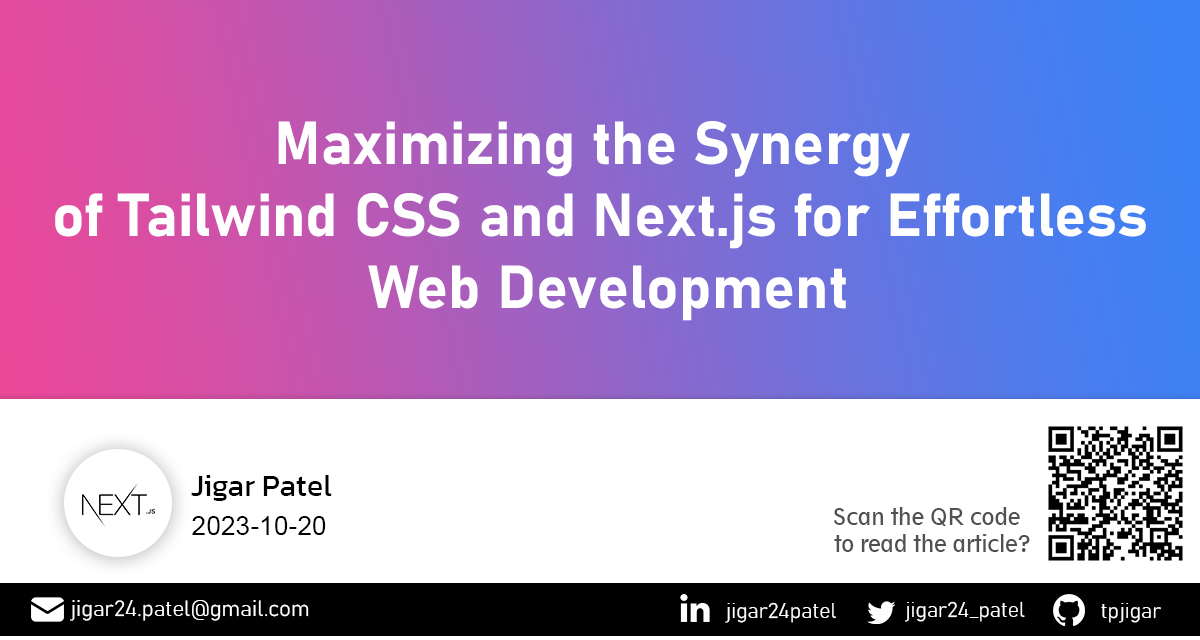 Maximizing the Synergy
of Tailwind CSS and Next.js for Effortless
Web Development
NEXT.JS
Jigar Patel
2023-10-20
Scan the QR code
to read the article?
jigar24.patel@gmail.com
in jigar24patel
jigar24_patel
tpjigar